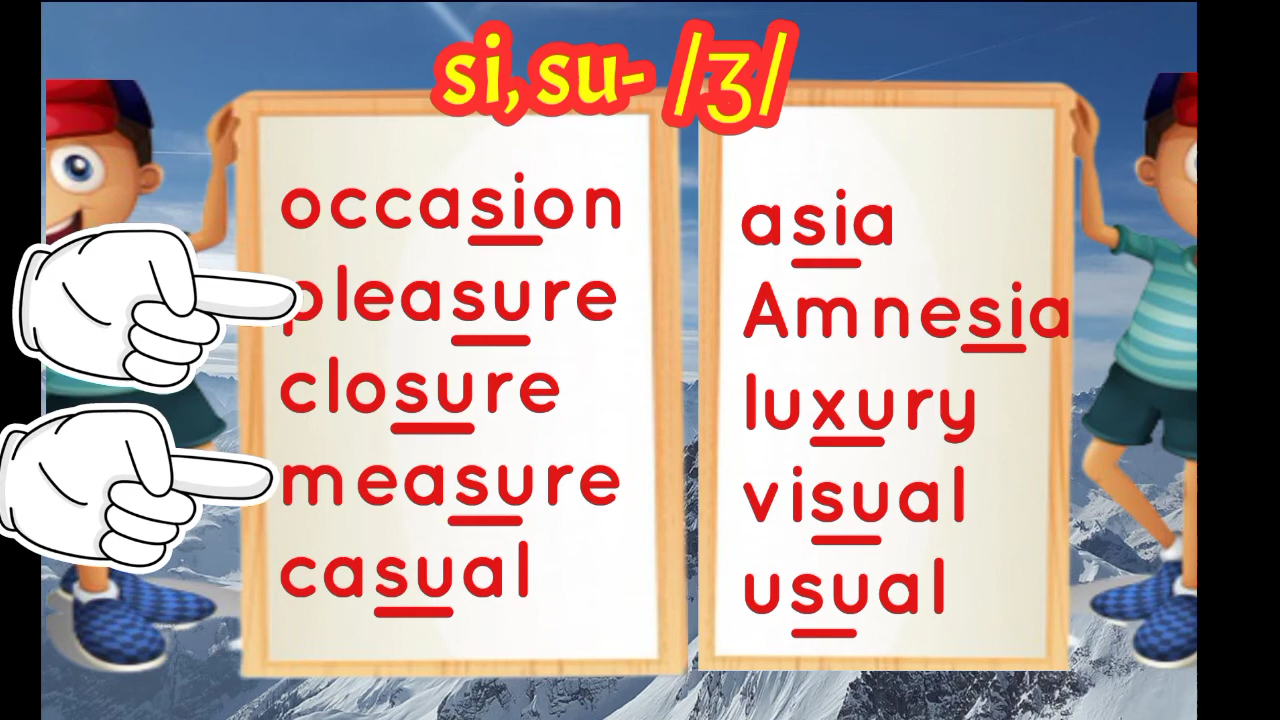 si, su- /ʒ/
occasion
pleasure
closure
measure
casual
asia
Amnesia
luxury
visual
usual